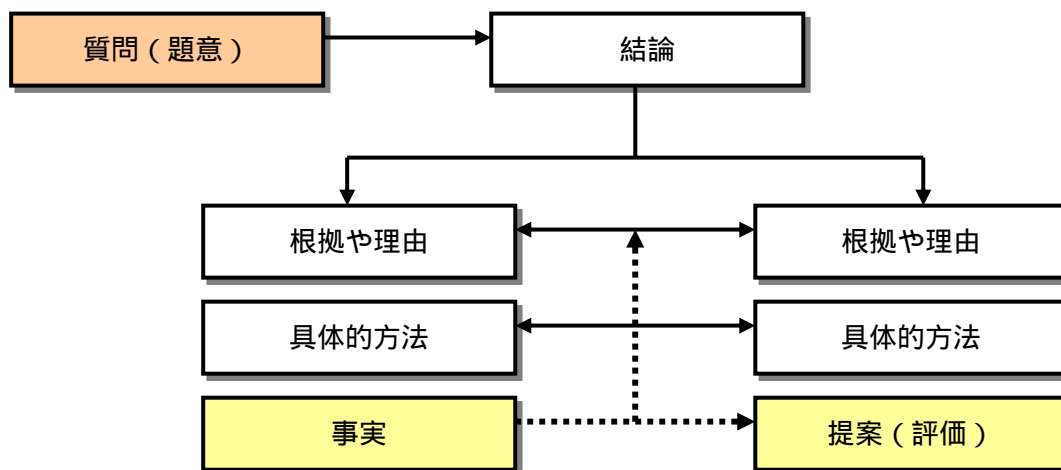 質問（題意）
結論
根拠や理由
根拠や理由
具体的方法
具体的方法
事実
提案（評価）